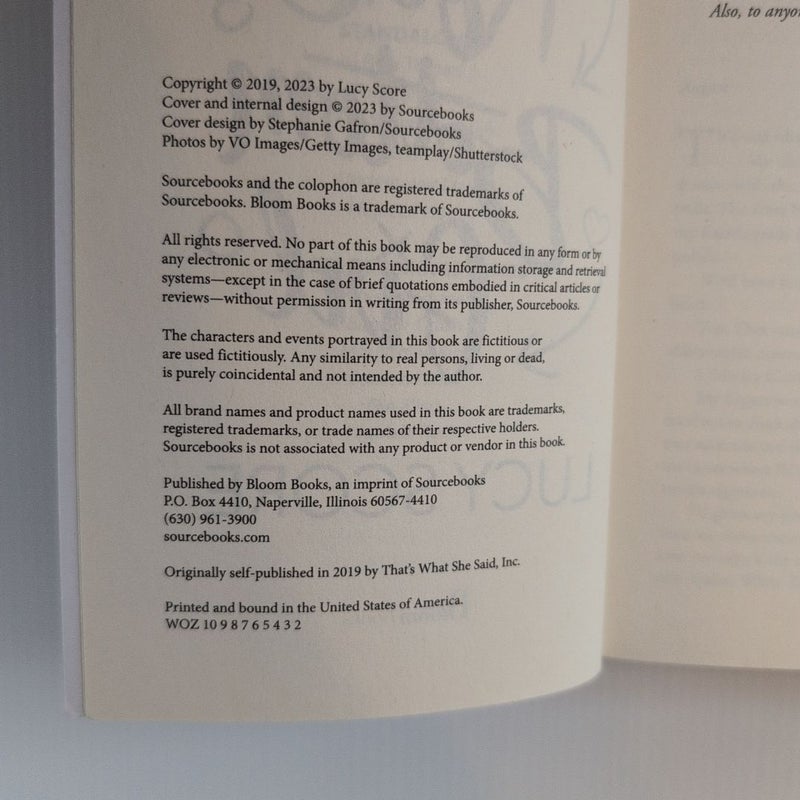 Copyright © 2019, 2023 by Lucy Score
Cover and internal design © 2023 by Sourcebooks
Cover design by Stephanie Gafron/Sourcebooks
Photos by VO Images/Getty Images, teamplay/Shutterstock
Sourcebooks and the colophon are registered trademarks of
Sourcebooks. Bloom Books is a trademark of Sourcebooks.
All rights reserved. No part of this book may be reproduced in any form or by
any electronic or mechanical means including information storage and retrieval
systems—except in the case of brief quotations embodied in critical articles or
reviews—without permission in writing from its publisher, Sourcebooks.
The characters and events portrayed in this book are fictitious or
are used fictitiously. Any similarity to real persons, living or dead,
is purely coincidental and not intended by the author.
All brand names and product names used in this book are trademarks,
registered trademarks, or trade names of their respective holders.
Sourcebooks is not associated with any product or vendor in this book.
Published by Bloom Books, an imprint of Sourcebooks
P.O. Box 4410, Naperville, Illinois 60567-4410
(630) 961-3900
sourcebooks.com
Originally self-published in 2019 by That's What She Said, Inc.
Printed and bound in the United States of America.
WOZ 10 9 8 7 6 5 4 3 2
Also, to